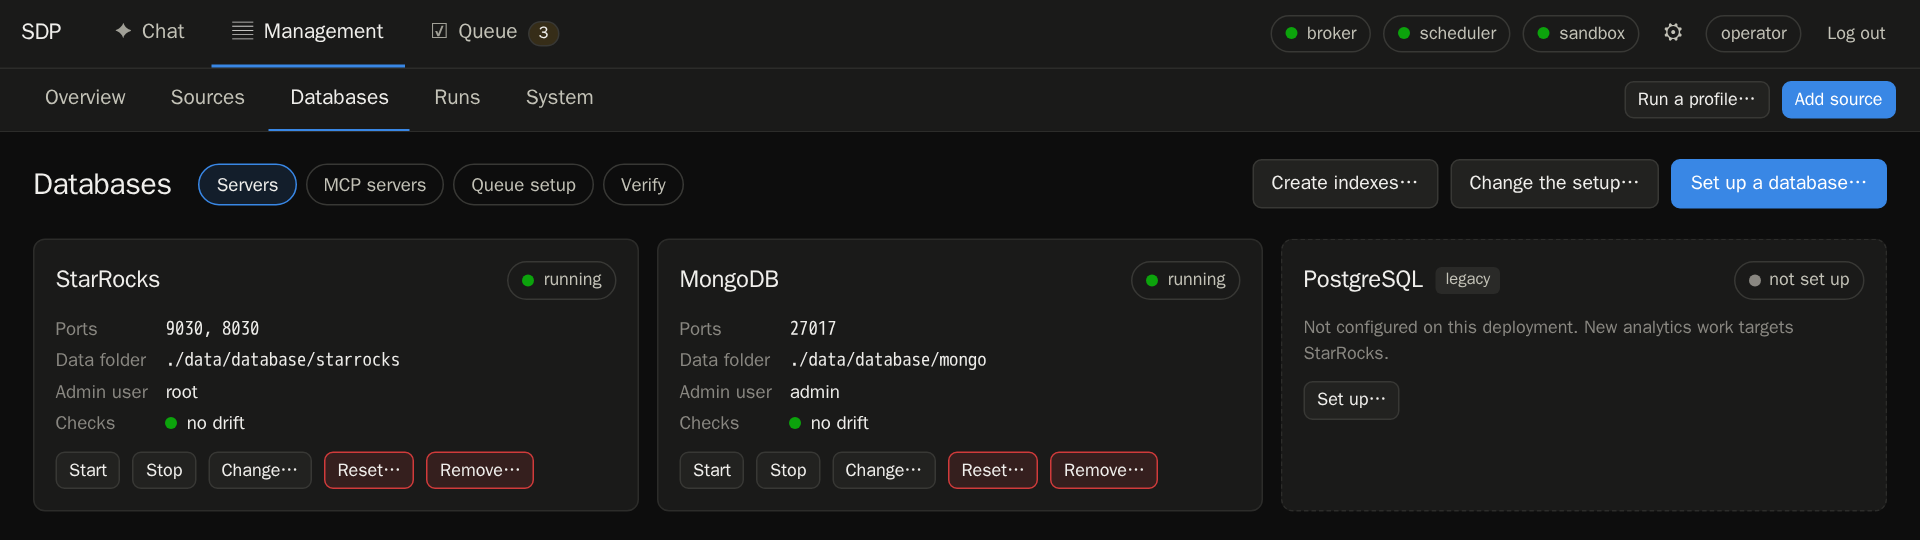 SDP Chat Management Queue 3 broker scheduler sandbox operator Log out
Overview Sources Databases Runs System Run a profile⋯ Add source
Databases Servers MCP servers Queue setup Verify Create indexes⋯ Change the setup⋯ Set up a database⋯
StarRocks running
Ports 9030, 8030
Data folder ./data/database/starrocks
Admin user root
Checks no drift
Start Stop Change⋯ Reset⋯ Remove⋯
MongoDB running
Ports 27017
Data folder ./data/database/mongo
Admin user admin
Checks no drift
Start Stop Change⋯ Reset⋯ Remove⋯
PostgreSQL legacy not set up
Not configured on this deployment. New analytics work targets
StarRocks.
Set up⋯